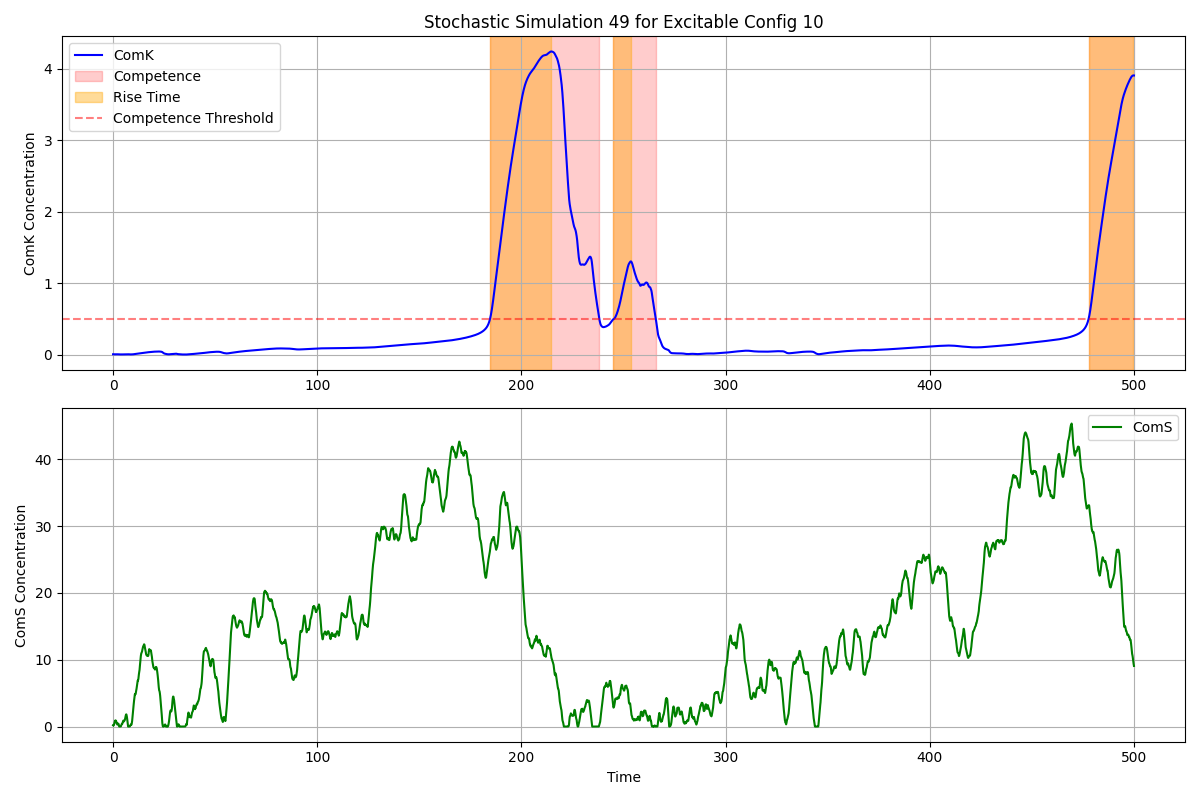 Stochastic Simulation 49 for Excitable Config 10
ComK
Competence
Rise Time
Competence Threshold
ComK Concentration
4
3
2
1
0
0 100 200 300 400 500
ComS
ComS Concentration
40
30
20
10
0
0 100 200 300 400 500
Time